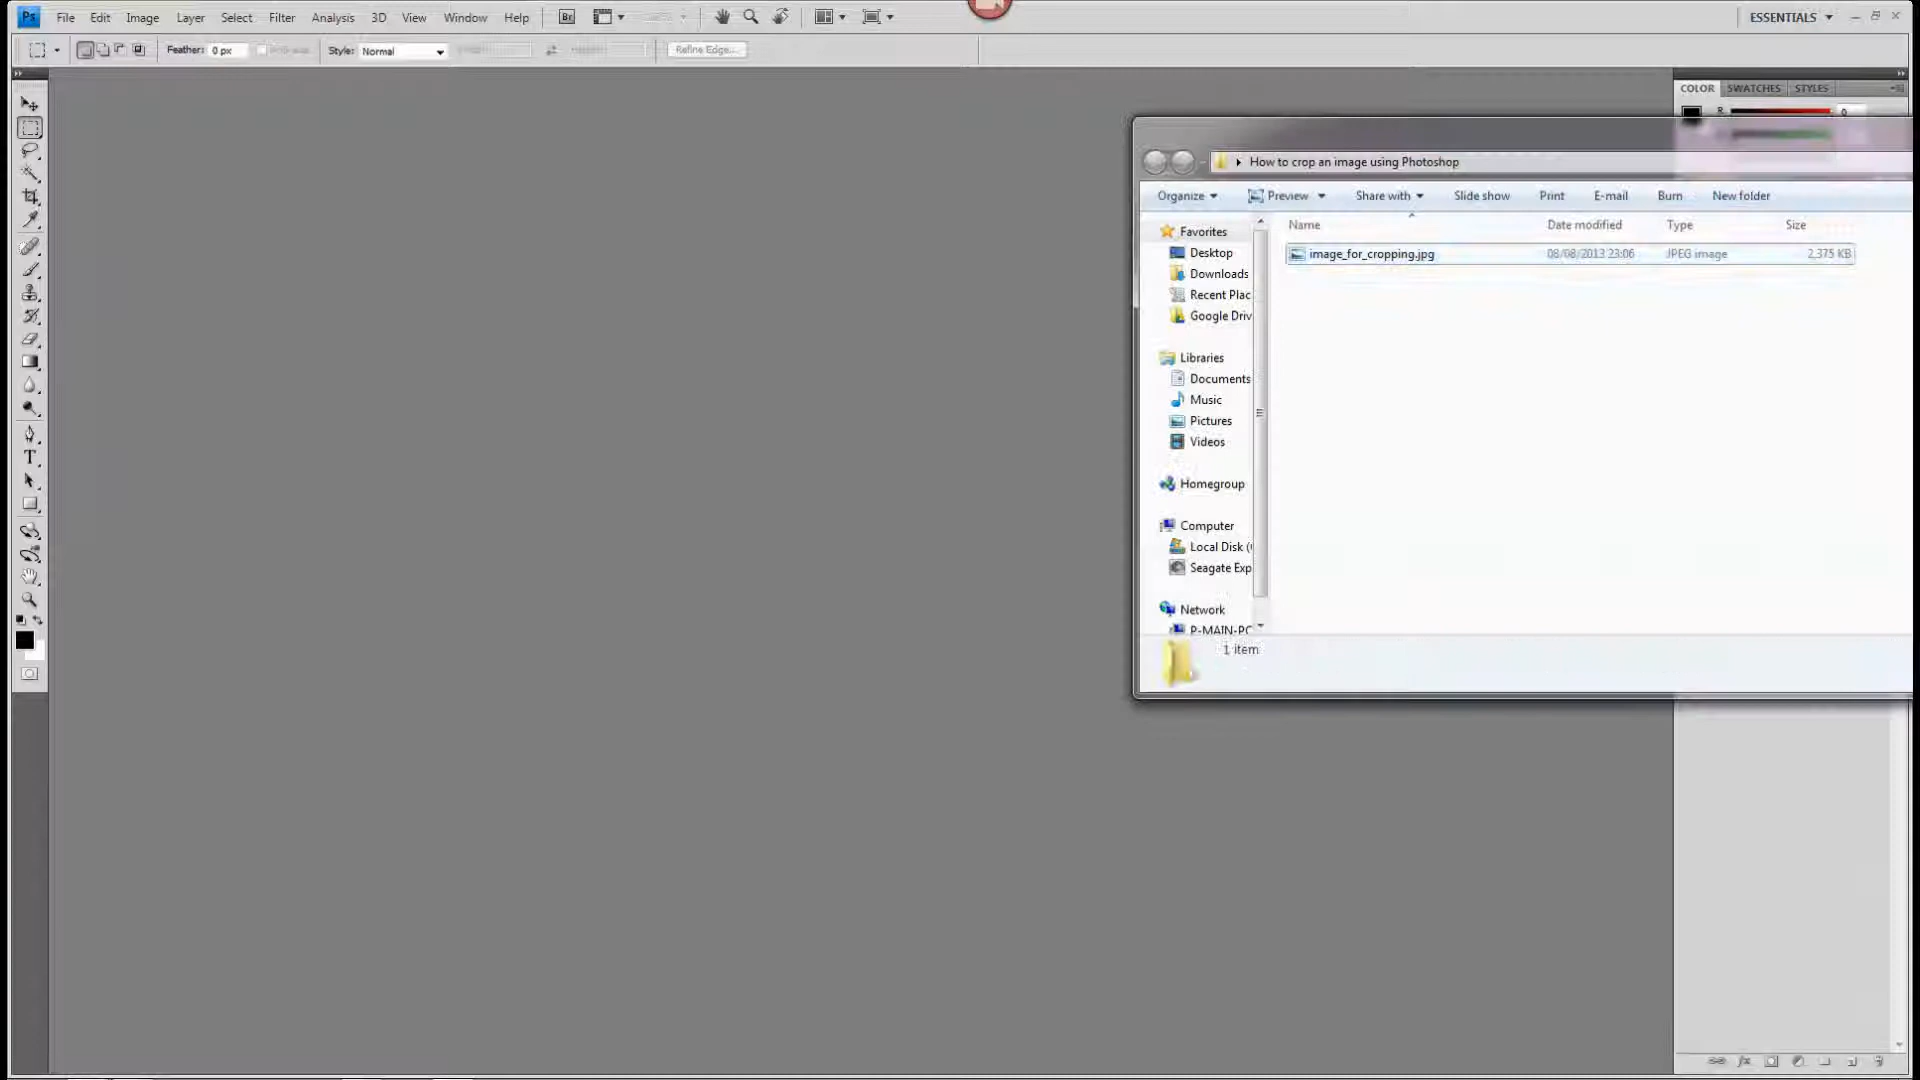 Ps File Edit Image Layer Select Filter Analysis 3D View Window Help Br ESSENTIALS
Feather: 0 px Style: Normal Refine Edge...
COLOR SWATCHES STYLES
R 0
How to crop an image using Photoshop
Organize Preview Share with Slide show Print E-mail Burn New folder
Name Date modified Type Size
Favorites
image_for_cropping.jpg 08/08/2013 23:06 JPEG image 2,375 KB
Desktop
Downloads
Recent Plac
Google Driv
Libraries
Documents
Music
Pictures
Videos
Homegroup
Computer
Local Disk (
Seagate Exp
Network
P-MAIN-PC
1 item
T
fx